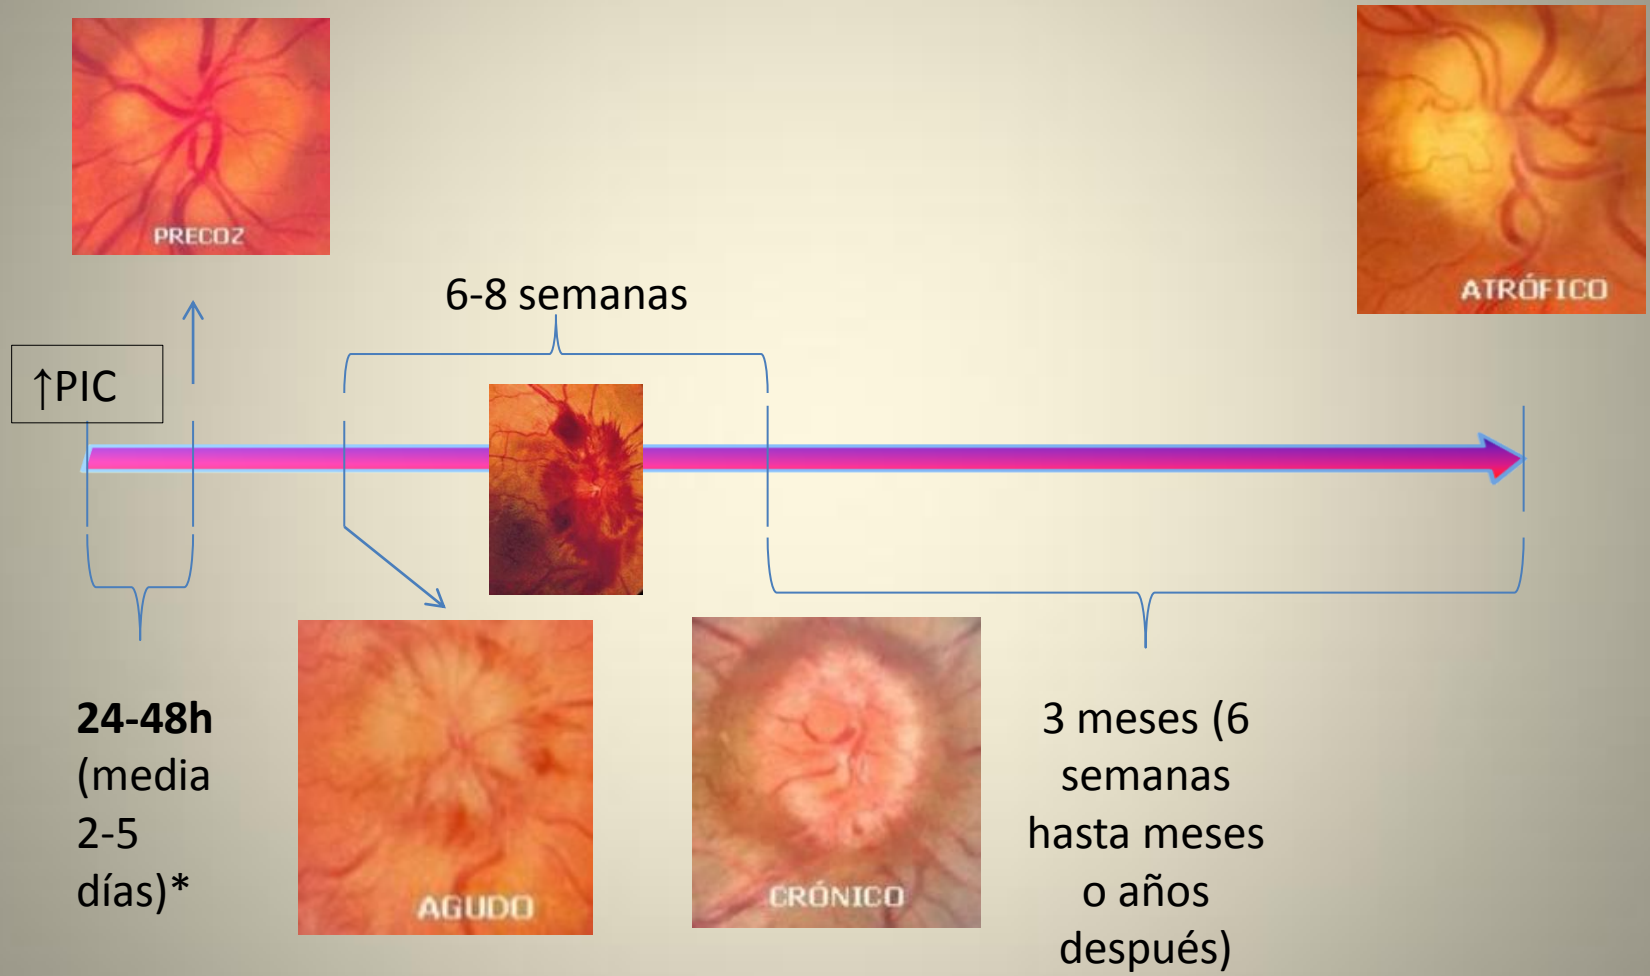 PRECOZ
ATRÓFICO
6-8 semanas
↑PIC
24-48h
(media
2-5
días)*
AGUDO
CRÓNICO
3 meses (6
semanas
hasta meses
o años
después)